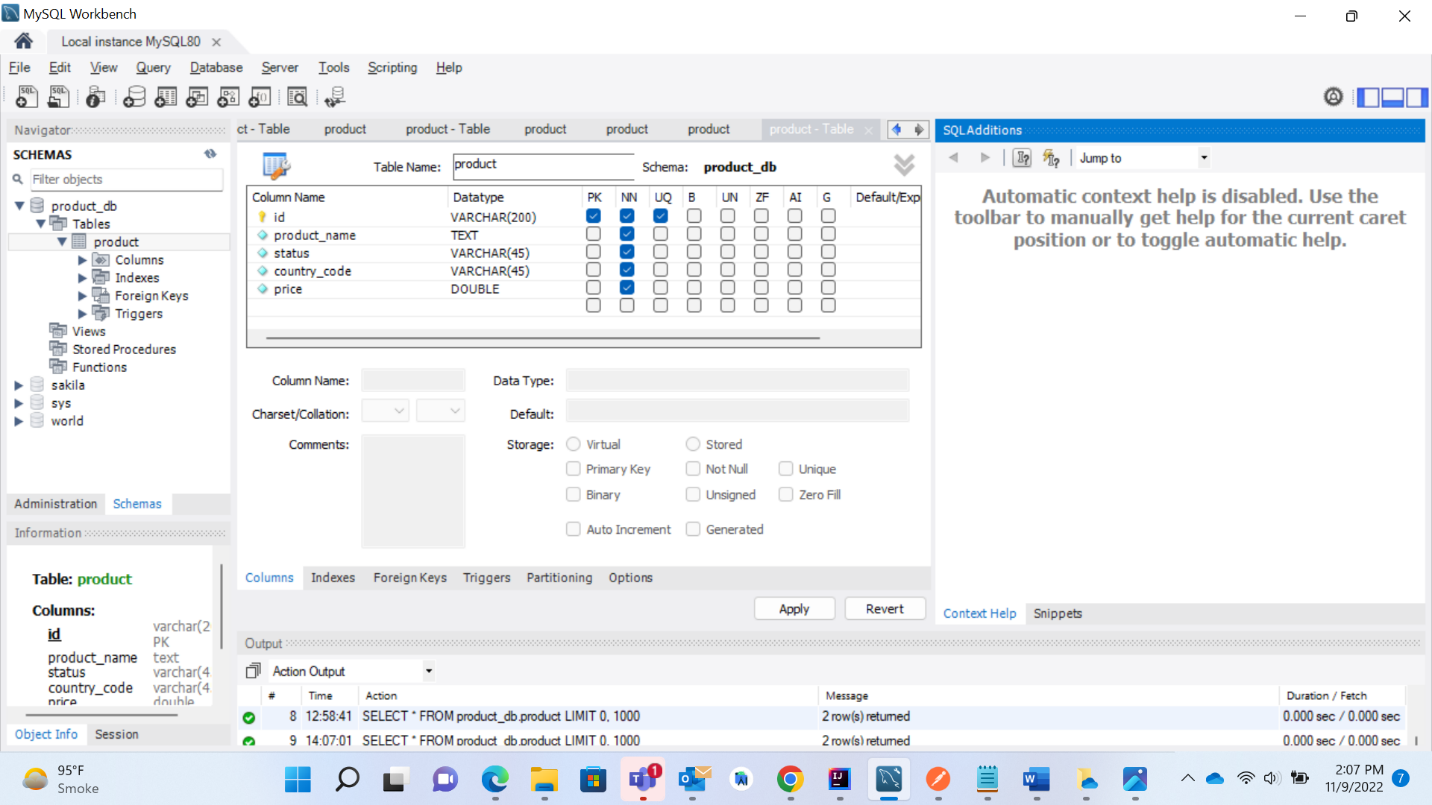 MySQL Workbench
Local instance MySQL80
File Edit View Query Database Server Tools Scripting Help
SQL SQL
Navigator
SCHEMAS
Filter objects
product_db
Tables
product
Columns
Indexes
Foreign Keys
Triggers
Views
Stored Procedures
Functions
sakila
sys
world
Administration Schemas
Information
Table: product
Columns:
id varchar(2
PK
product_name text
status varchar(4
country_code varchar(4
price double
Object Info Session
ct - Table product product - Table product product product product - Table
Table Name: product Schema: product_db
Column Name Datatype PK NN UQ B UN ZF AI G Default/Exp
id VARCHAR(200)
product_name TEXT
status VARCHAR(45)
country_code VARCHAR(45)
price DOUBLE
Column Name: Data Type:
Charset/Collation: Default:
Comments: Storage: Virtual Stored
Primary Key Not Null Unique
Binary Unsigned Zero Fill
Auto Increment Generated
Columns Indexes Foreign Keys Triggers Partitioning Options
Apply Revert
SQLAdditions
Jump to
Automatic context help is disabled. Use the
toolbar to manually get help for the current caret
position or to toggle automatic help.
Context Help Snippets
Output
Action Output
# Time Action Message Duration / Fetch
8 12:58:41 SELECT * FROM product_db.product LIMIT 0, 1000 2 row(s) returned 0.000 sec / 0.000 sec
9 14:07:01 SELECT * FROM product_db.product LIMIT 0, 1000 2 row(s) returned 0.000 sec / 0.000 sec
95°F
Smoke
1
2:07 PM
11/9/2022
7